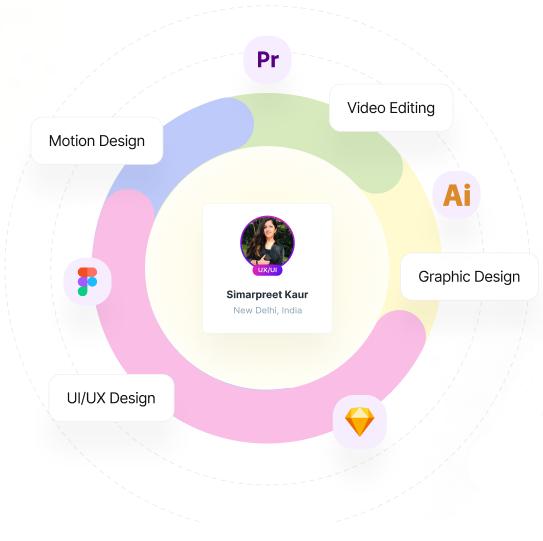 Pr
Video Editing
Motion Design
Ai
UX/UI
Graphic Design
Simarpreet Kaur
New Delhi, India
UI/UX Design